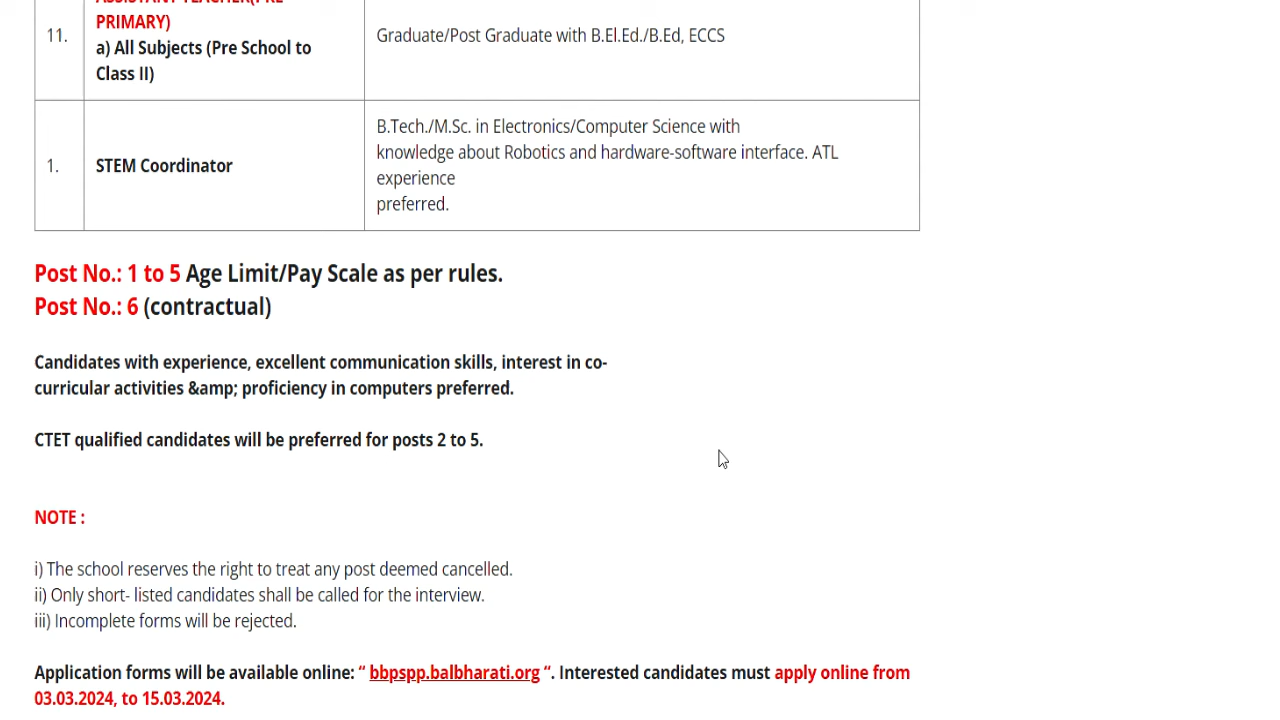 ASSISTANT TEACHER(PRE-
PRIMARY)
11.
a) All Subjects (Pre School to
Class II)
Graduate/Post Graduate with B.El.Ed./B.Ed, ECCS
1.
STEM Coordinator
B.Tech./M.Sc. in Electronics/Computer Science with
knowledge about Robotics and hardware-software interface. ATL
experience
preferred.
Post No.: 1 to 5 Age Limit/Pay Scale as per rules.
Post No.: 6 (contractual)
Candidates with experience, excellent communication skills, interest in co-
curricular activities &amp; proficiency in computers preferred.
CTET qualified candidates will be preferred for posts 2 to 5.
NOTE :
i) The school reserves the right to treat any post deemed cancelled.
ii) Only short- listed candidates shall be called for the interview.
iii) Incomplete forms will be rejected.
Application forms will be available online: “ bbpspp.balbharati.org “. Interested candidates must apply online from
03.03.2024, to 15.03.2024.